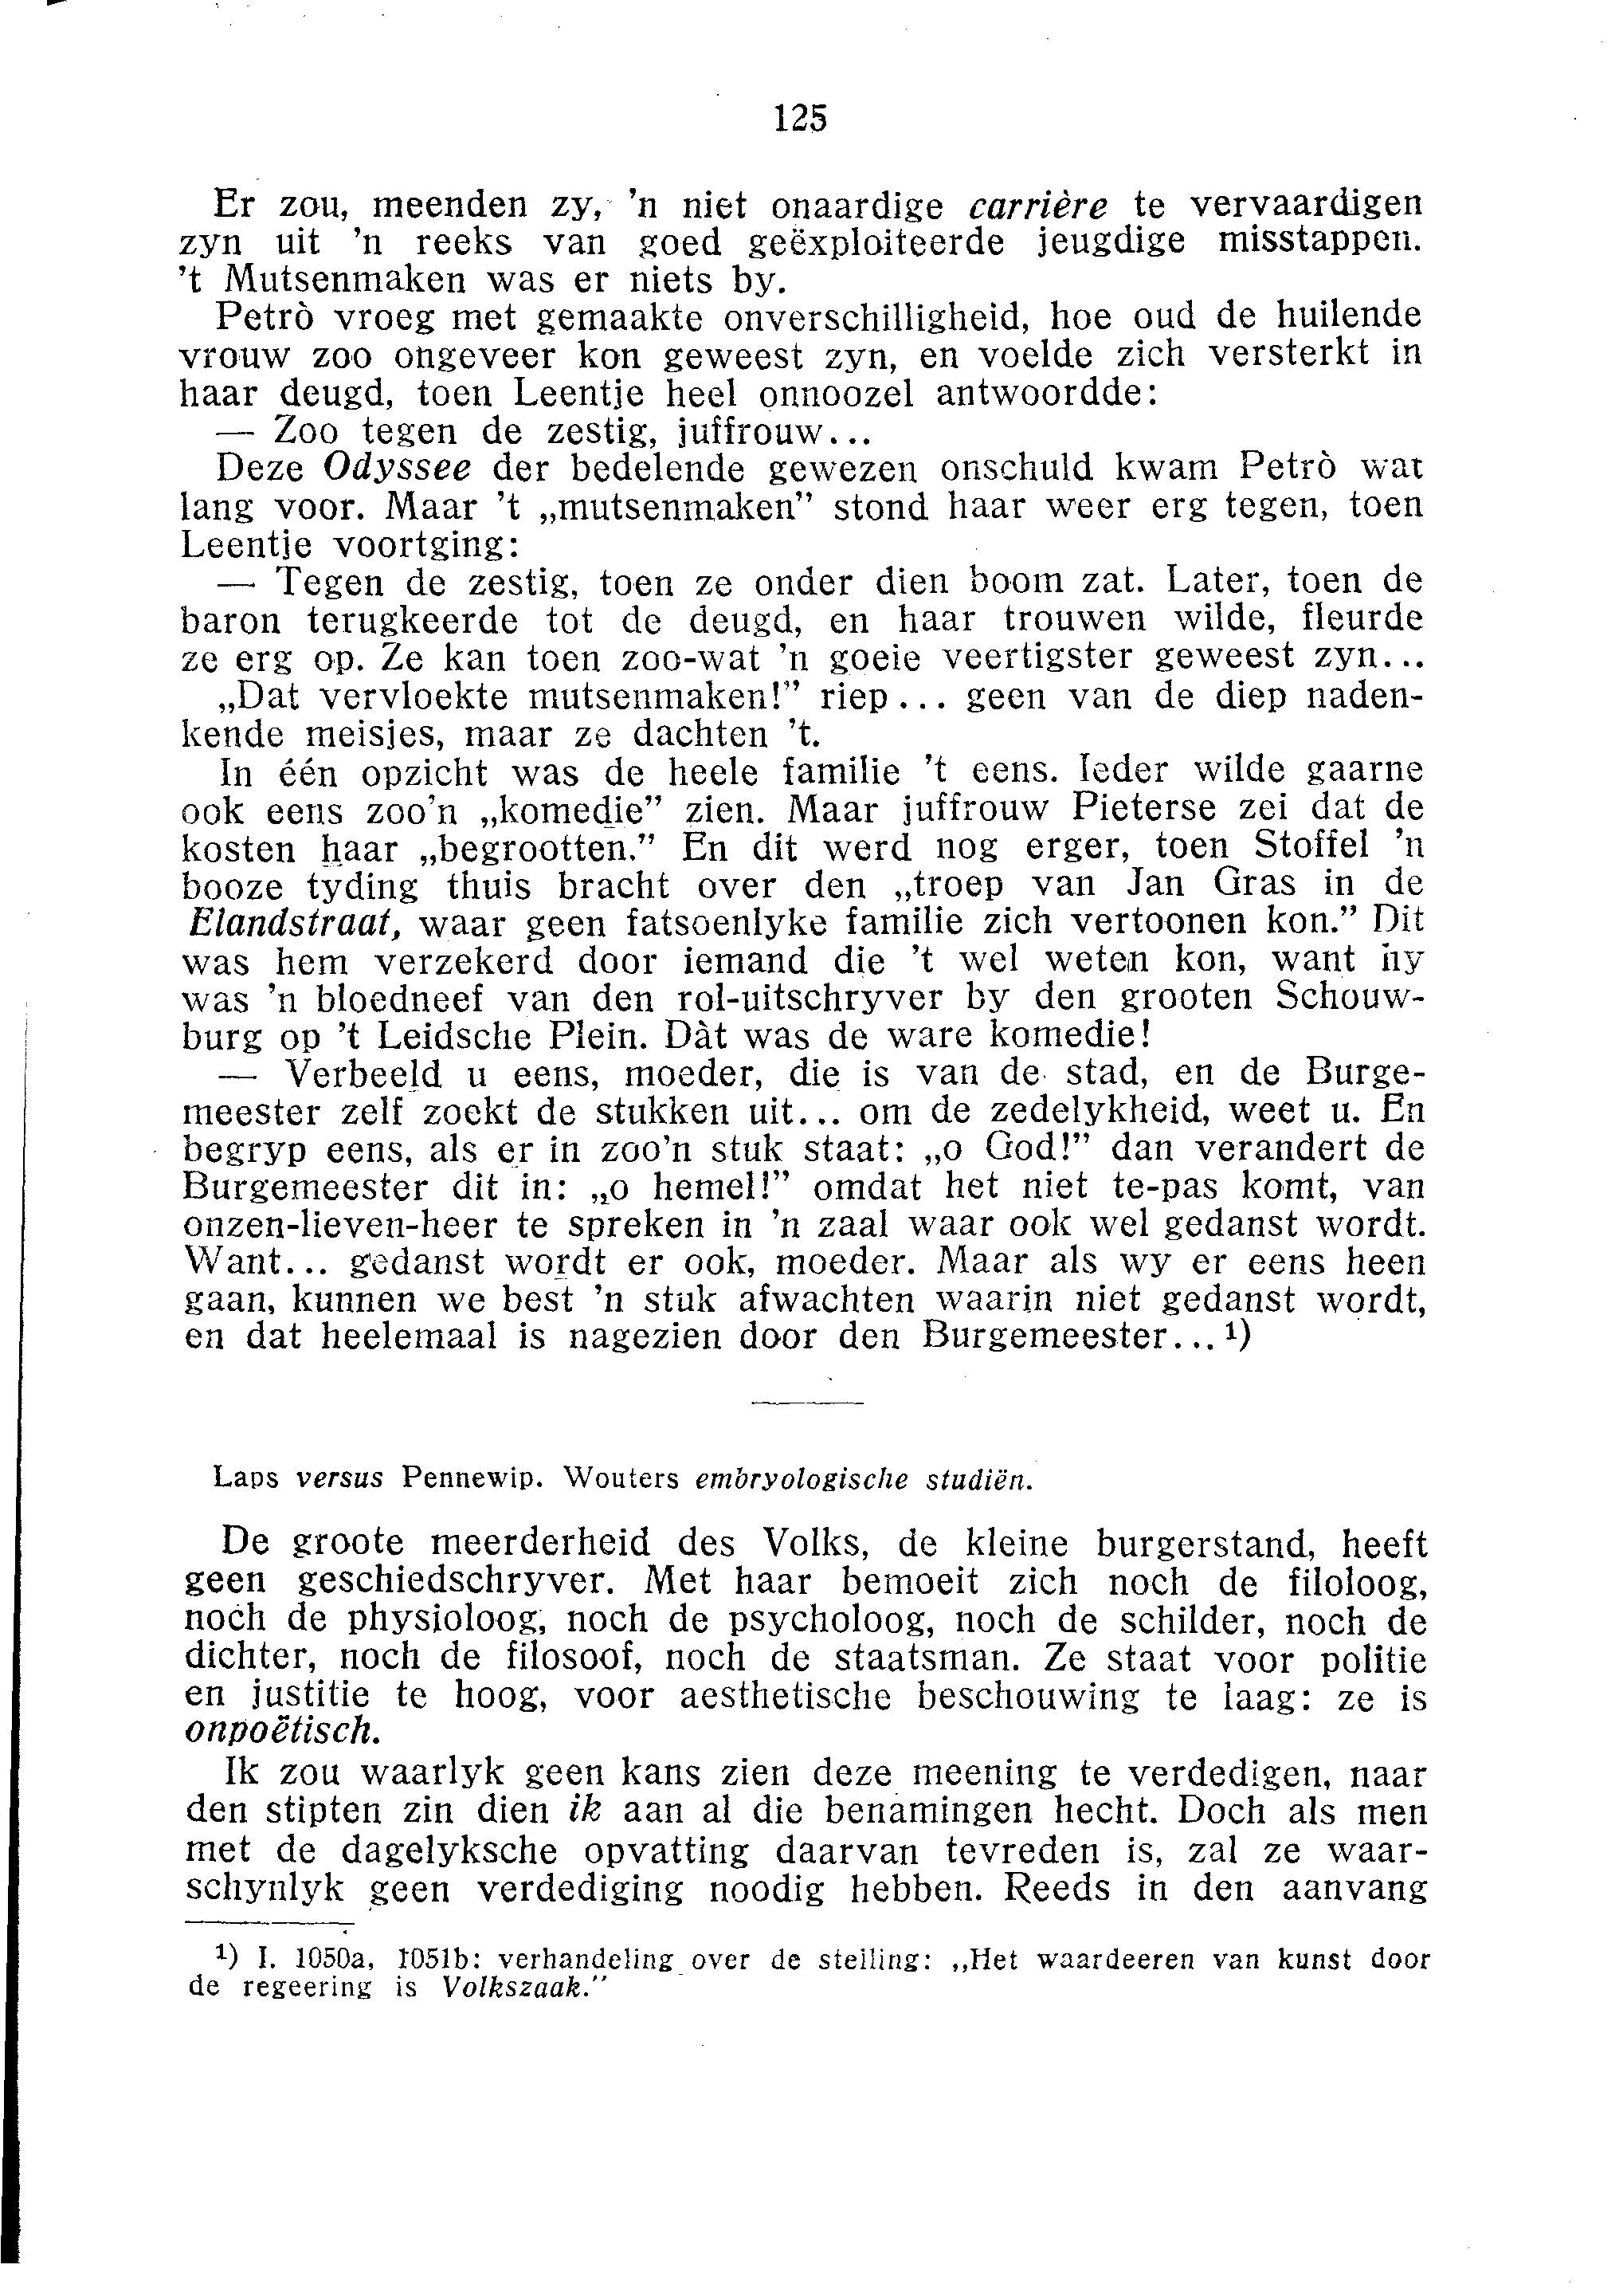 125
Er zou, meenden zy, 'n niet onaardige carrière te vervaardigen
zyn uit 'n reeks van goed geëxploiteerde jeugdige misstappen.
't Mutsenmaken was er niets by.
Petrò vroeg met gemaakte onverschilligheid, hoe oud de huilende
vrouw zoo ongeveer kon geweest zyn, en voelde zich versterkt in
haar deugd, toen Leentje heel onnoozel antwoordde:
— Zoo tegen de zestig, juffrouw...
Deze Odyssee der bedelende gewezen onschuld kwam Petrò wat
lang voor. Maar 't „mutsenmaken” stond haar weer erg tegen, toen
Leentje voortging:
— Tegen de zestig, toen ze onder dien boom zat. Later, toen de
baron terugkeerde tot de deugd, en haar trouwen wilde, fleurde
ze erg op. Ze kan toen zoo-wat 'n goeie veertigster geweest zyn...
„Dat vervloekte mutsenmaken!” riep... geen van de diep naden-
kende meisjes, maar ze dachten 't.
In één opzicht was de heele familie 't eens. Ieder wilde gaarne
ook eens zoo'n „komedie” zien. Maar juffrouw Pieterse zei dat de
kosten haar „begrootten.” En dit werd nog erger, toen Stoffel 'n
booze tyding thuis bracht over den „troep van Jan Gras in de
Elandstraat, waar geen fatsoenlyke familie zich vertoonen kon.” Dit
was hem verzekerd door iemand die 't wel weten kon, want hy
was 'n bloedneef van den rol-uitschryver by den grooten Schouw-
burg op 't Leidsche Plein. Dàt was de ware komedie!
— Verbeeld u eens, moeder, die is van de stad, en de Burge-
meester zelf zoekt de stukken uit... om de zedelykheid, weet u. En
begryp eens, als er in zoo'n stuk staat: „o God!” dan verandert de
Burgemeester dit in: „o hemel!” omdat het niet te-pas komt, van
onzen-lieven-heer te spreken in 'n zaal waar ook wel gedanst wordt.
Want... gedanst wordt er ook, moeder. Maar als wy er eens heen
gaan, kunnen we best 'n stuk afwachten waarin niet gedanst wordt,
en dat heelemaal is nagezien door den Burgemeester...¹)
Laps versus Pennewip. Wouters embryologische studiën.
De groote meerderheid des Volks, de kleine burgerstand, heeft
geen geschiedschryver. Met haar bemoeit zich noch de filoloog,
noch de physioloog, noch de psycholoog, noch de schilder, noch de
dichter, noch de filosoof, noch de staatsman. Ze staat voor politie
en justitie te hoog, voor aesthetische beschouwing te laag: ze is
onpoëtisch.
Ik zou waarlyk geen kans zien deze meening te verdedigen, naar
den stipten zin dien ik aan al die benamingen hecht. Doch als men
met de dagelyksche opvatting daarvan tevreden is, zal ze waar-
schynlyk geen verdediging noodig hebben. Reeds in den aanvang
¹) I. 1050a, 1051b: verhandeling over de stelling: „Het waardeeren van kunst door
de regeering is Volkszaak.”